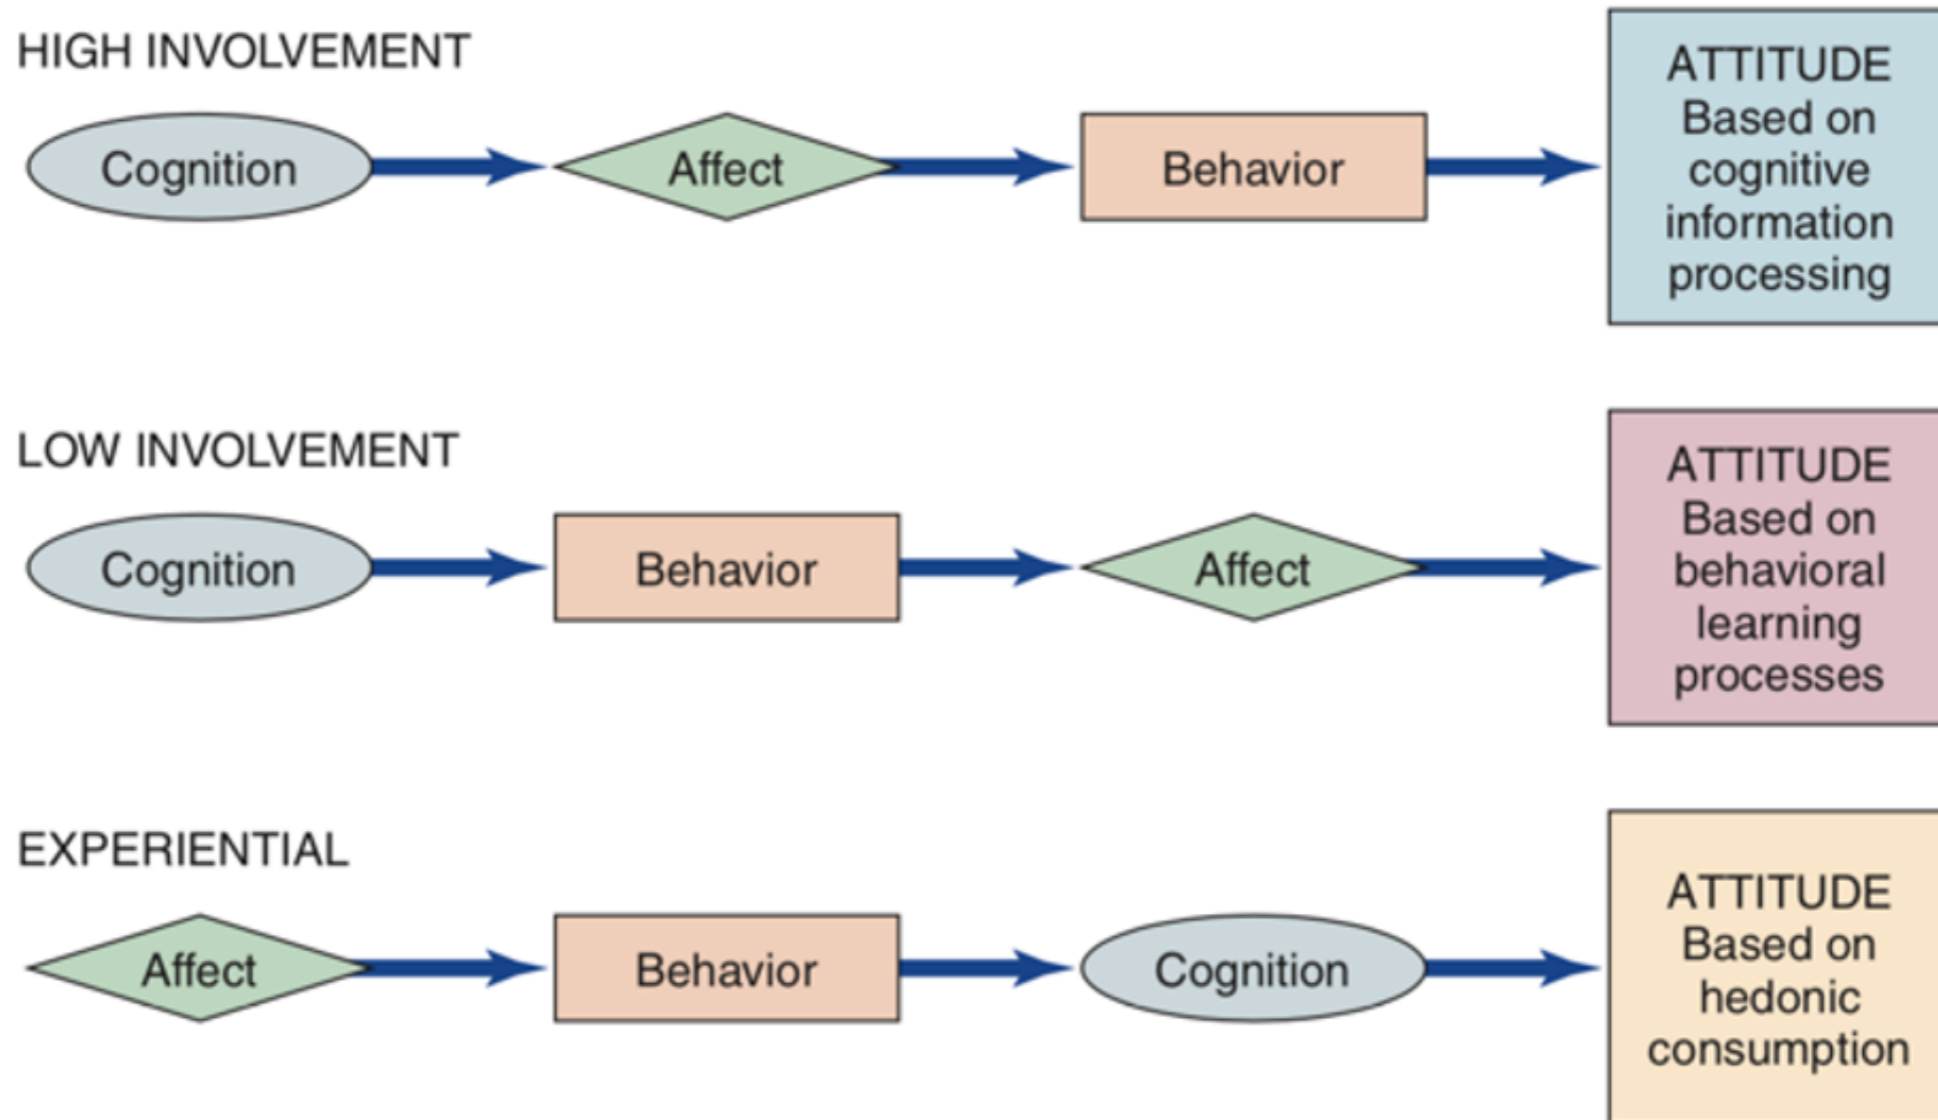 HIGH INVOLVEMENT
Cognition
Affect
Behavior
ATTITUDE
Based on
cognitive
information
processing
LOW INVOLVEMENT
Cognition
Behavior
Affect
ATTITUDE
Based on
behavioral
learning
processes
EXPERIENTIAL
Affect
Behavior
Cognition
ATTITUDE
Based on
hedonic
consumption